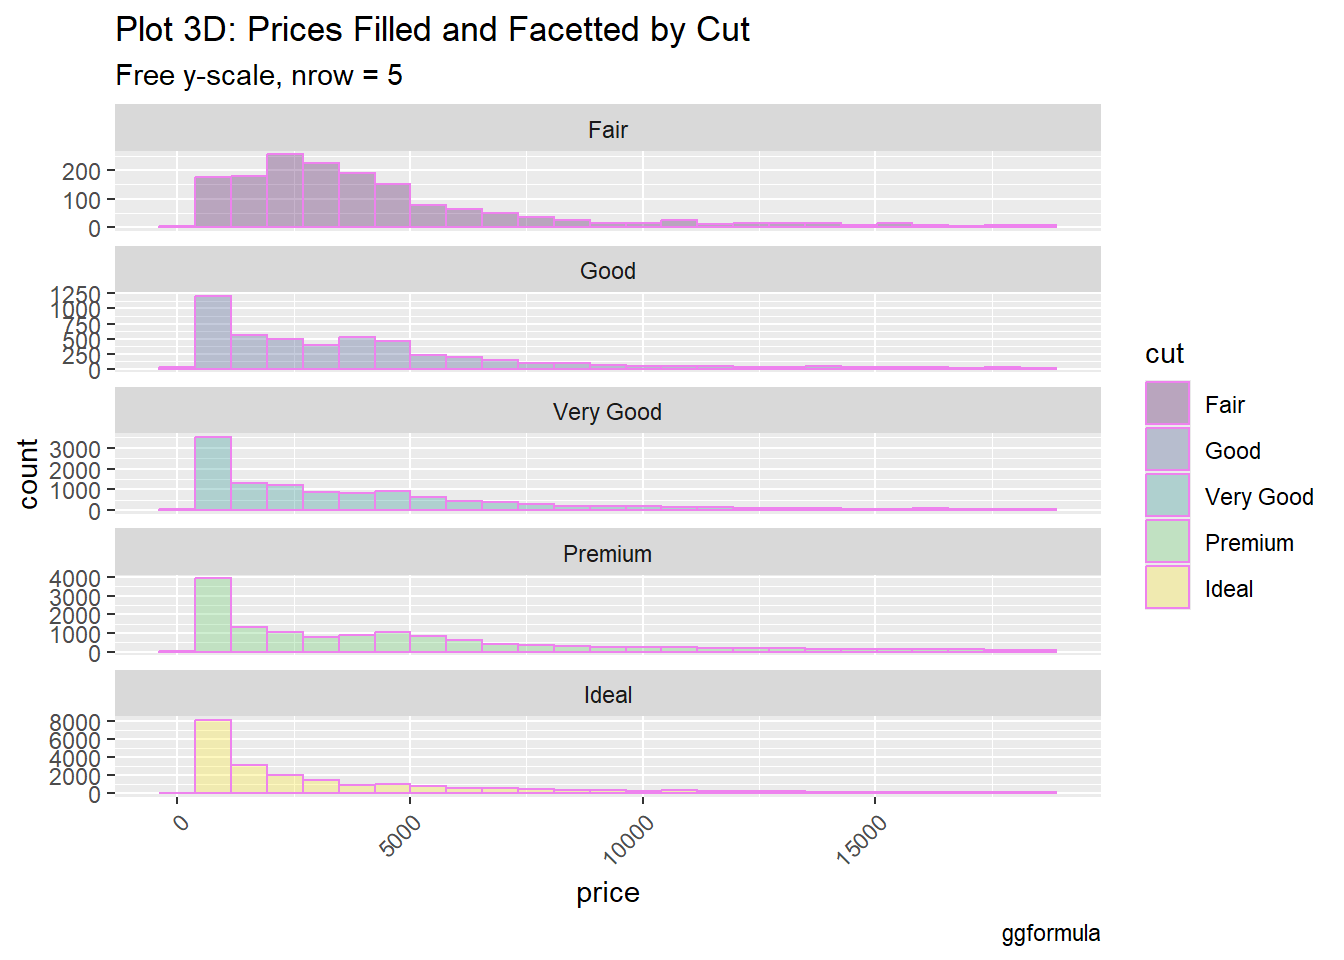 Plot 3D: Prices Filled and Facetted by Cut
Free y-scale, nrow = 5
Fair
200
100
0
Good
1250
1000
750
500
250
0
Very Good
3000
2000
1000
0
Premium
4000
3000
2000
1000
0
Ideal
8000
6000
4000
2000
0
0
5000
10000
15000
price
count
cut
Fair
Good
Very Good
Premium
Ideal
ggformula